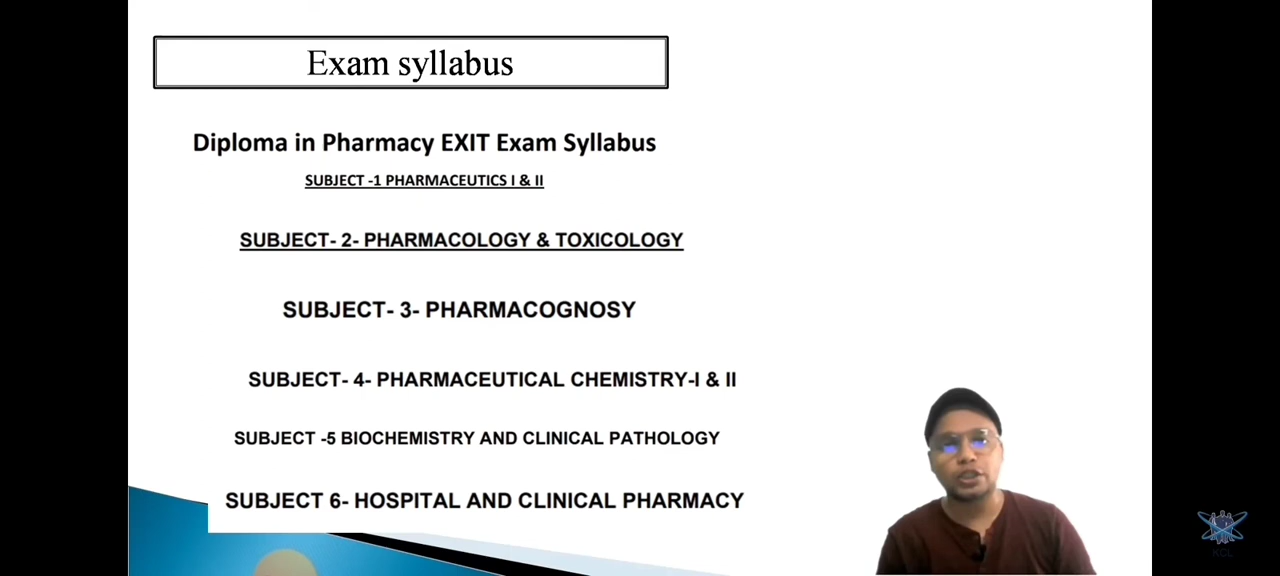 Exam syllabus
Diploma in Pharmacy EXIT Exam Syllabus
SUBJECT -1 PHARMACEUTICS I & II
SUBJECT- 2- PHARMACOLOGY & TOXICOLOGY
SUBJECT- 3- PHARMACOGNOSY
SUBJECT- 4- PHARMACEUTICAL CHEMISTRY-I & II
SUBJECT -5 BIOCHEMISTRY AND CLINICAL PATHOLOGY
SUBJECT 6- HOSPITAL AND CLINICAL PHARMACY
KCL